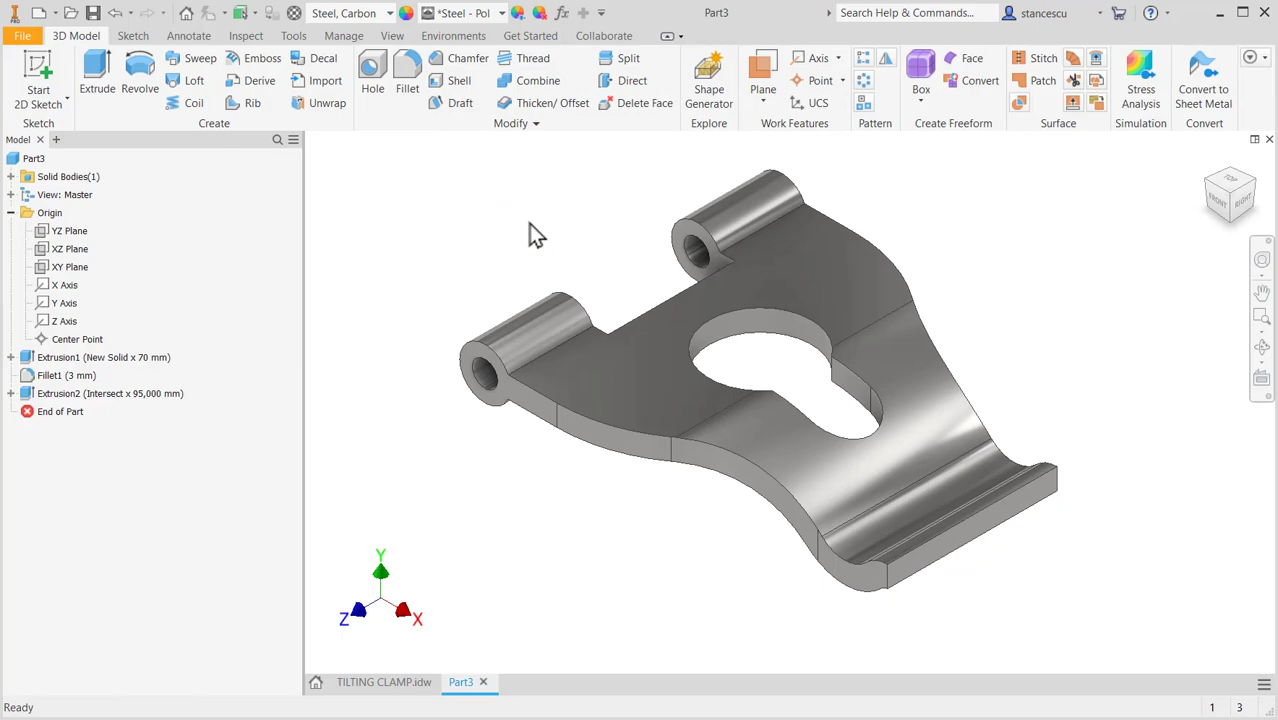 PRO
Steel, Carbon
*Steel - Pol
fx
Part3
Search Help & Commands...
stancescu
File
3D Model
Sketch
Annotate
Inspect
Tools
Manage
View
Environments
Get Started
Collaborate
Start
2D Sketch
Extrude
Revolve
Sweep
Loft
Coil
Emboss
Derive
Rib
Decal
Import
Unwrap
Hole
Fillet
Chamfer
Shell
Draft
Thread
Combine
Thicken/ Offset
Split
Direct
Delete Face
Shape
Generator
Plane
Axis
Point
UCS
Box
Face
Convert
Stitch
Patch
Stress
Analysis
Convert to
Sheet Metal
Sketch
Create
Modify
Explore
Work Features
Pattern
Create Freeform
Surface
Simulation
Convert
Model
Part3
Solid Bodies(1)
View: Master
Origin
YZ Plane
XZ Plane
XY Plane
X Axis
Y Axis
Z Axis
Center Point
Extrusion1 (New Solid x 70 mm)
Fillet1 (3 mm)
Extrusion2 (Intersect x 95,000 mm)
End of Part
TOP
FRONT
RIGHT
Y
Z
X
TILTING CLAMP.idw
Part3
Ready
1
3